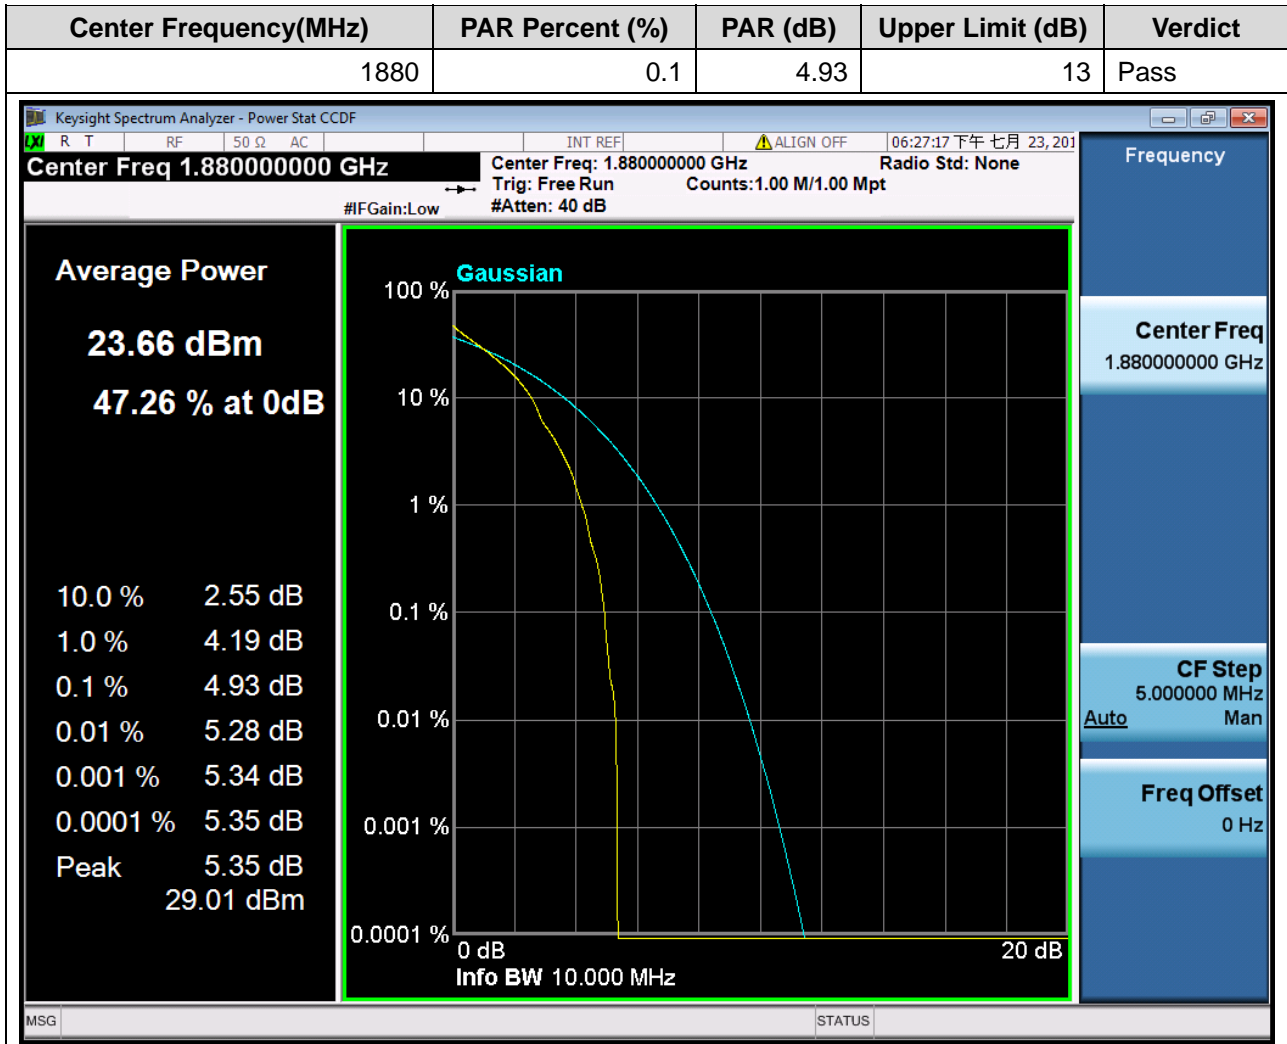 Center Frequency(MHz) PAR Percent (%) PAR (dB) Upper Limit (dB) Verdict
1880 0.1 4.93 13 Pass
Keysight Spectrum Analyzer - Power Stat CCDF
LXI R T RF 50 Ω AC INT REF ALIGN OFF 06:27:17 下午 七月 23, 201
Center Freq 1.880000000 GHz
Center Freq: 1.880000000 GHz Radio Std: None
Trig: Free Run Counts:1.00 M/1.00 Mpt
#IFGain:Low #Atten: 40 dB
Average Power
23.66 dBm
47.26 % at 0dB
10.0 % 2.55 dB
1.0 % 4.19 dB
0.1 % 4.93 dB
0.01 % 5.28 dB
0.001 % 5.34 dB
0.0001 % 5.35 dB
Peak 5.35 dB
29.01 dBm
Gaussian
100 %
10 %
1 %
0.1 %
0.01 %
0.001 %
0.0001 %
0 dB 20 dB
Info BW 10.000 MHz
Frequency
Center Freq
1.880000000 GHz
CF Step
5.000000 MHz
Auto Man
Freq Offset
0 Hz
MSG STATUS